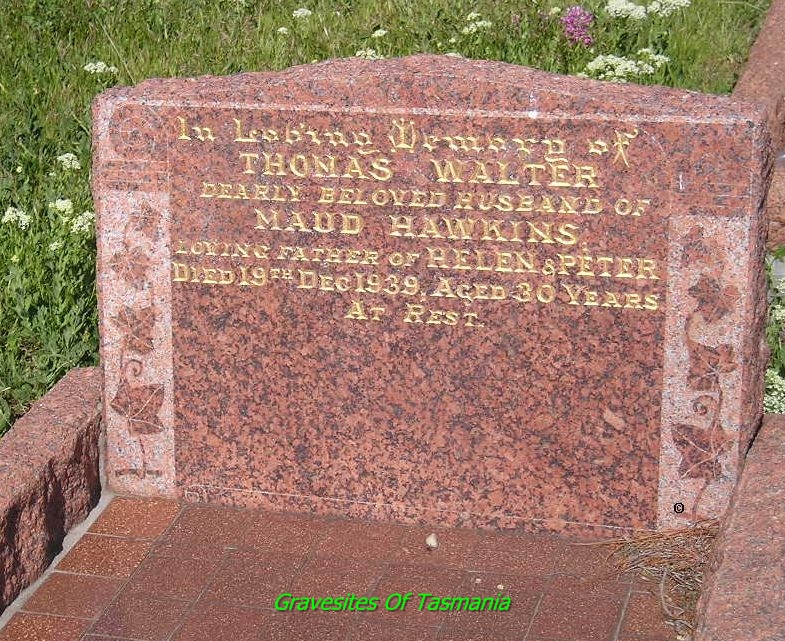 In Loving Memory of
THOMAS WALTER
DEARLY BELOVED HUSBAND OF
MAUD HAWKINS.
LOVING FATHER OF HELEN & PETER
DIED 19TH DEC. 1939, AGED 30 YEARS
AT REST.
©
Gravesites Of Tasmania